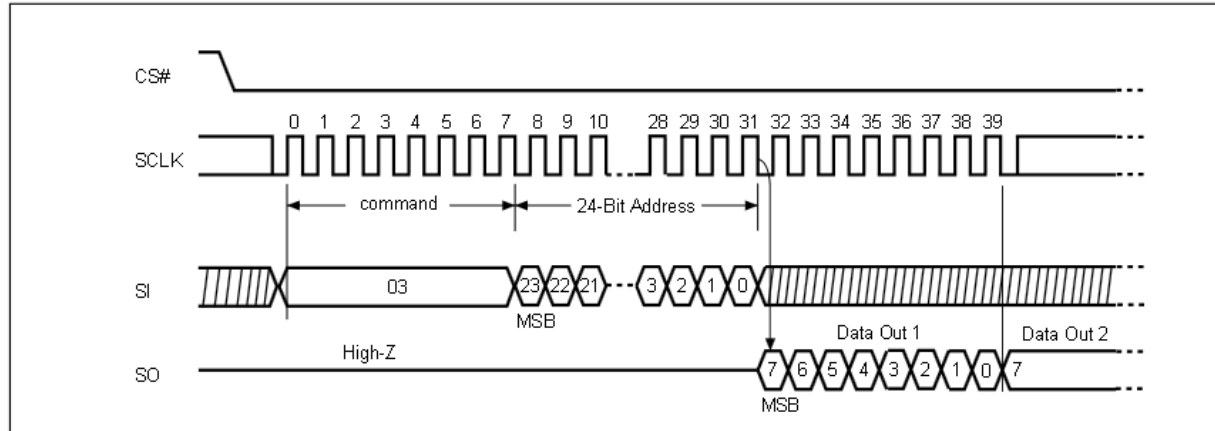 CS#
0 1 2 3 4 5 6 7 8 9 10 28 29 30 31 32 33 34 35 36 37 38 39
SCLK
command 24-Bit Address
SI 03 23 22 21 3 2 1 0
MSB
Data Out 1 Data Out 2
High-Z
SO 7 6 5 4 3 2 1 0 7
MSB